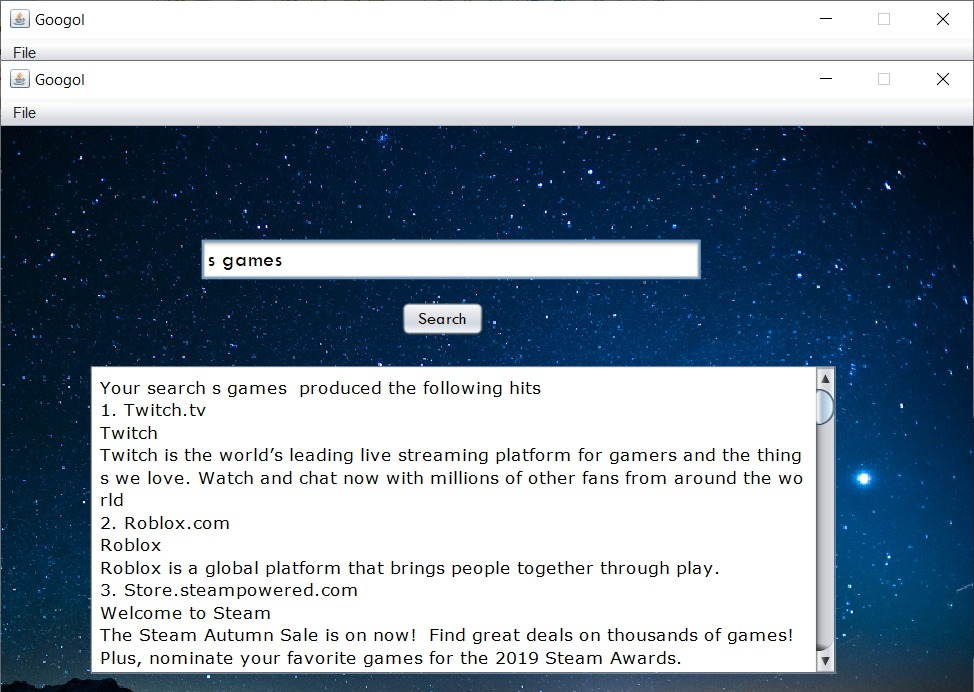 Googol
File
Googol
File
s games
Search
Your search s games  produced the following hits
1. Twitch.tv
Twitch
Twitch is the world’s leading live streaming platform for gamers and the thing
s we love. Watch and chat now with millions of other fans from around the wo
rld
2. Roblox.com
Roblox
Roblox is a global platform that brings people together through play.
3. Store.steampowered.com
Welcome to Steam
The Steam Autumn Sale is on now!  Find great deals on thousands of games!
Plus, nominate your favorite games for the 2019 Steam Awards.